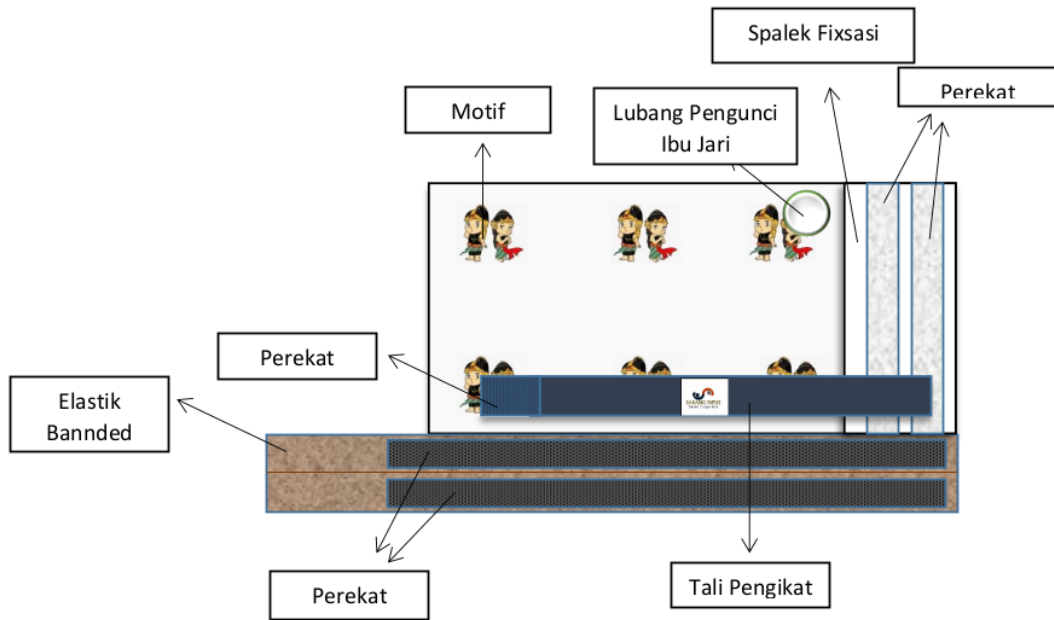 Spalek Fixsasi
Perekat
Motif
Lubang Pengunci
Ibu Jari
Perekat
Elastik
Bannded
Perekat
Tali Pengikat